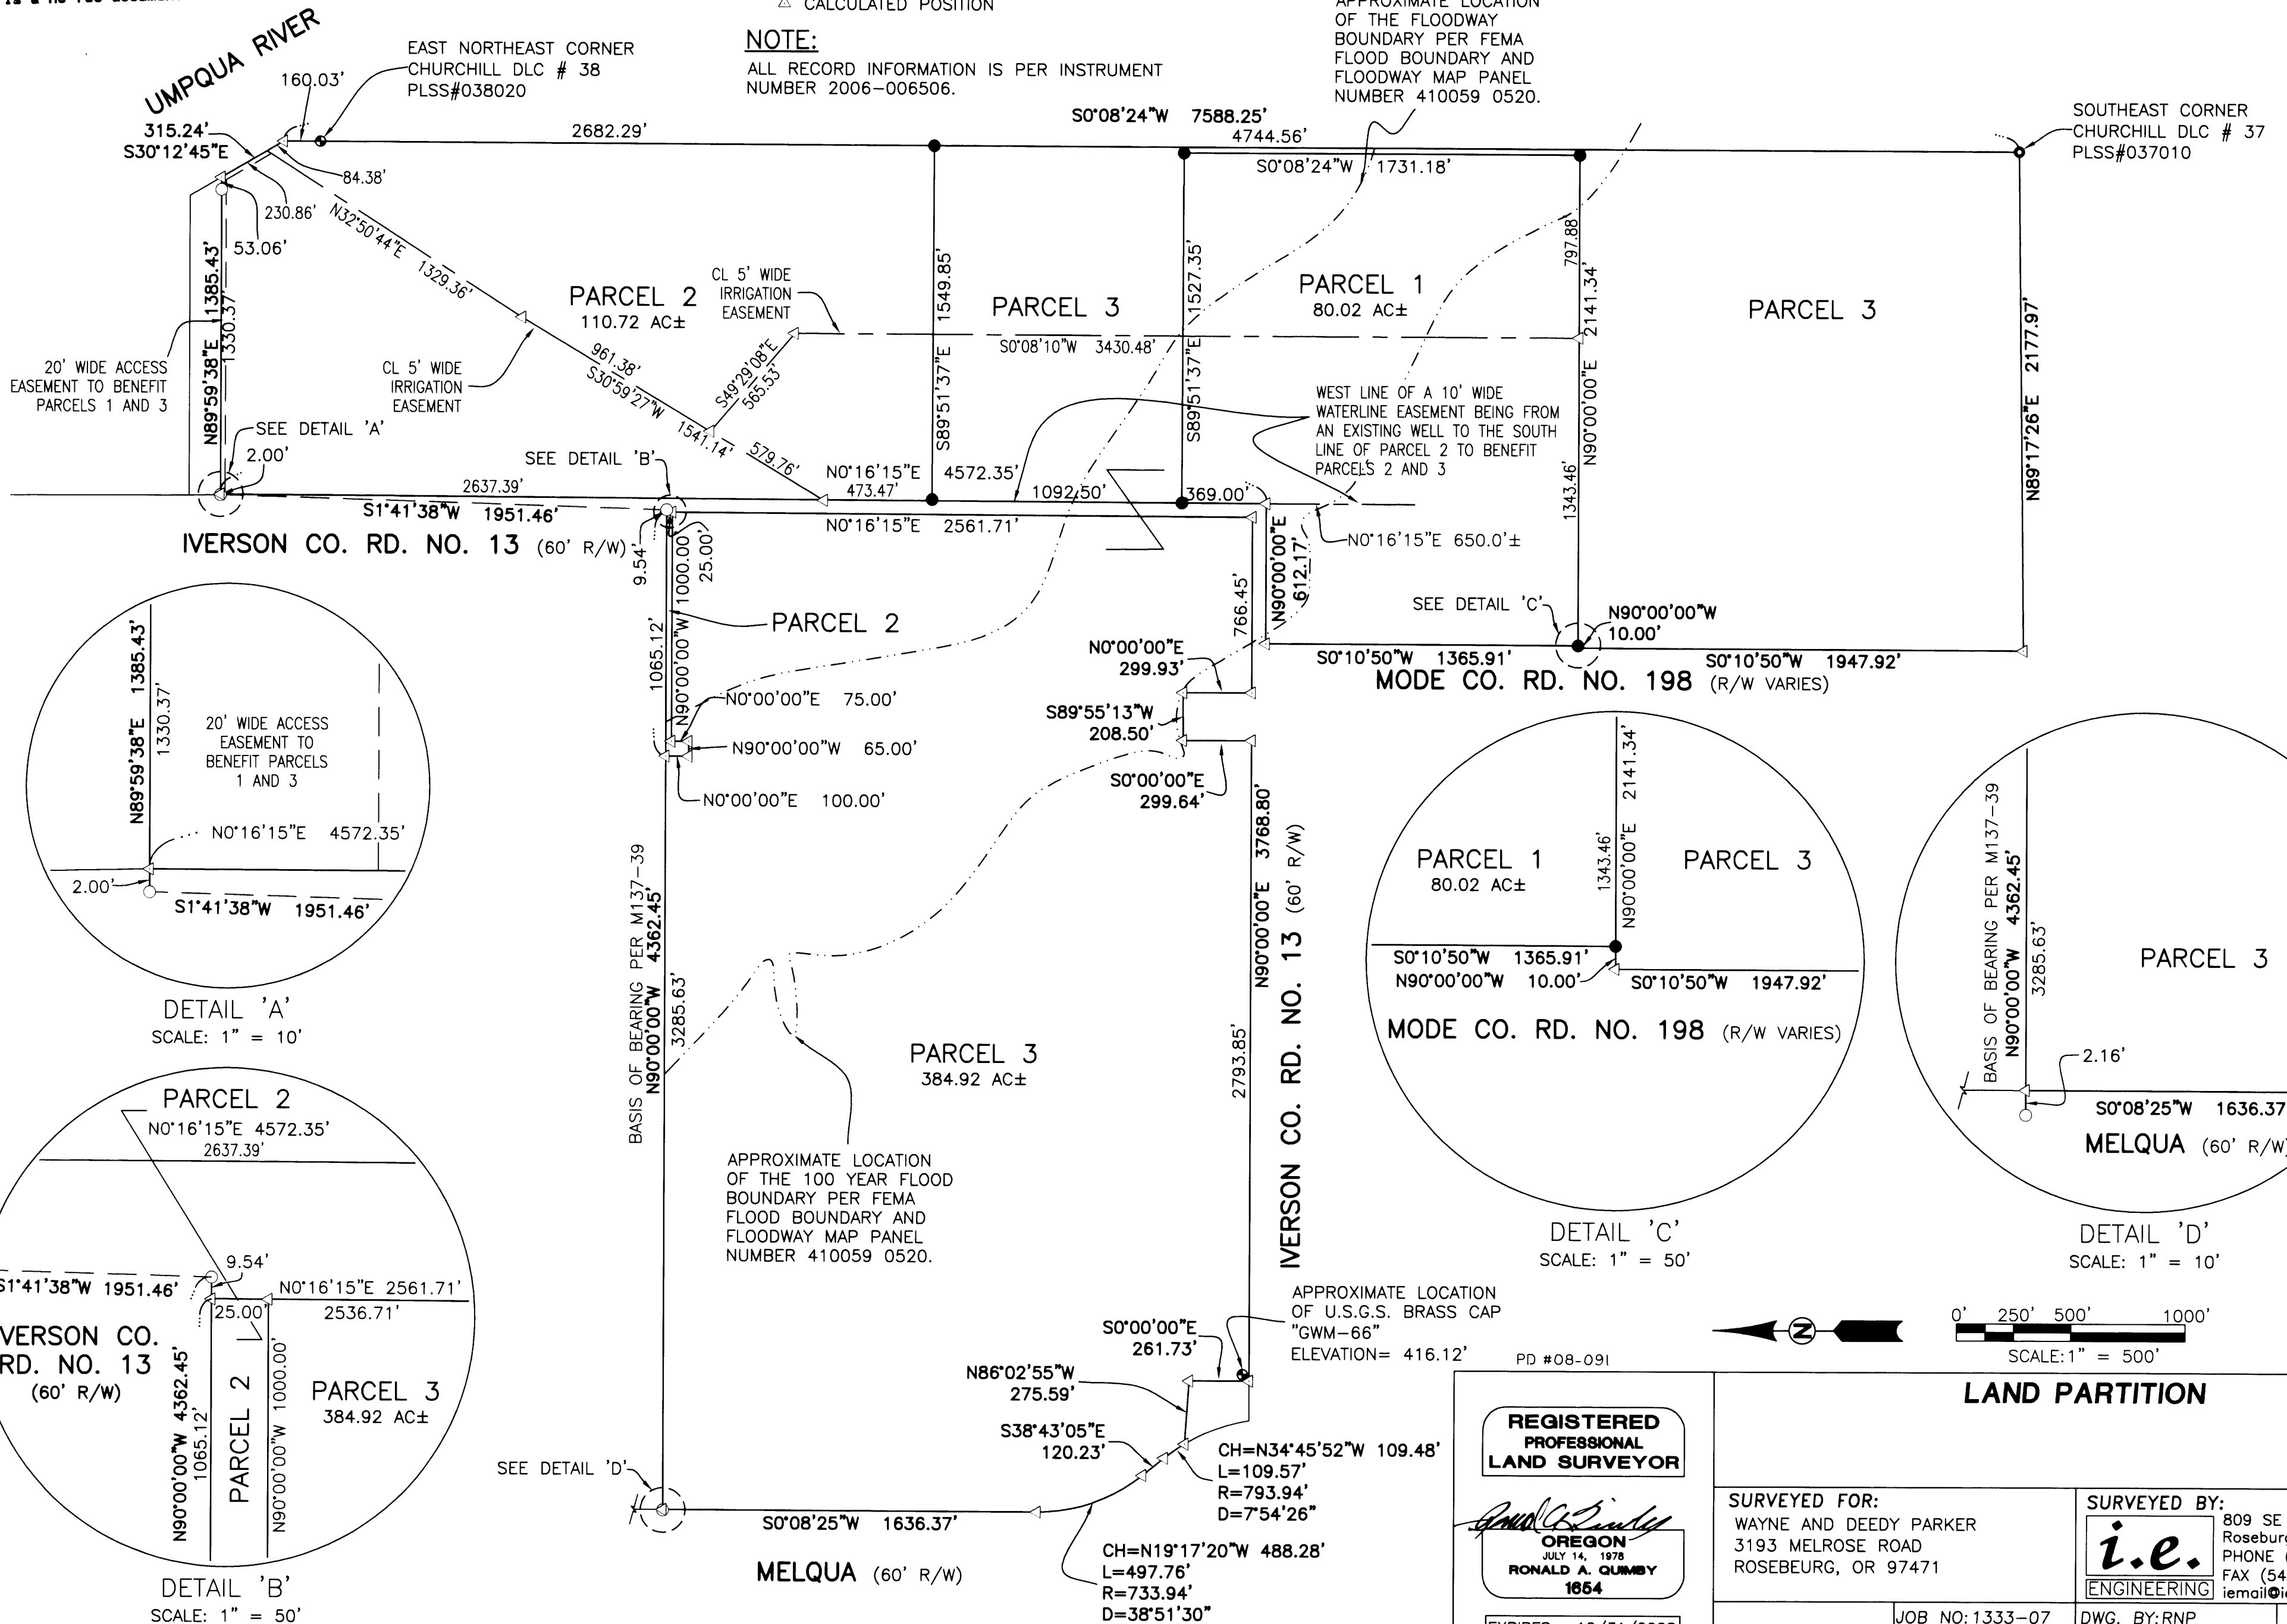 △ CALCULATED POSITION
NOTE:
ALL RECORD INFORMATION IS PER INSTRUMENT
NUMBER 2006-006506.
APPROXIMATE LOCATION
OF THE FLOODWAY
BOUNDARY PER FEMA
FLOOD BOUNDARY AND
FLOODWAY MAP PANEL
NUMBER 410059 0520.
UMPQUA RIVER
160.03'
EAST NORTHEAST CORNER
CHURCHILL DLC # 38
PLSS#038020
315.24'
S30°12'45"E
84.38'
230.86'
53.06'
2682.29'
S0°08'24"W 7588.25'
4744.56'
S0°08'24"W 1731.18'
SOUTHEAST CORNER
CHURCHILL DLC # 37
PLSS#037010
N89°59'38"E 1385.43'
1330.37'
N32°50'44"E 1329.36'
PARCEL 2
110.72 AC±
CL 5' WIDE
IRRIGATION
EASEMENT
1549.85'
S89°51'37"E
PARCEL 3
1527.35'
S89°51'37"E
PARCEL 1
80.02 AC±
797.88'
2141.34'
N90°00'00"E
1343.46'
PARCEL 3
N89°17'26"E 2177.97'
S0°08'10"W 3430.48'
20' WIDE ACCESS
EASEMENT TO BENEFIT
PARCELS 1 AND 3
CL 5' WIDE
IRRIGATION
EASEMENT
961.38'
S30°59'27"W
1541.14'
579.76'
S49°29'08"E
565.53'
WEST LINE OF A 10' WIDE
WATERLINE EASEMENT BEING FROM
AN EXISTING WELL TO THE SOUTH
LINE OF PARCEL 2 TO BENEFIT
PARCELS 2 AND 3
SEE DETAIL 'A'
2.00'
SEE DETAIL 'B'
2637.39'
S1°41'38"W 1951.46'
N0°16'15"E 4572.35'
473.47'
1092.50'
369.00'
N0°16'15"E 2561.71'
N0°16'15"E 650.0'±
IVERSON CO. RD. NO. 13 (60' R/W)
9.54'
1000.00'
25.00'
N90°00'00"W
1065.12'
PARCEL 2
766.45'
N90°00'00"E
612.17'
SEE DETAIL 'C'
N90°00'00"W
10.00'
S0°10'50"W 1365.91'
S0°10'50"W 1947.92'
MODE CO. RD. NO. 198 (R/W VARIES)
N0°00'00"E
299.93'
N0°00'00"E 75.00'
S89°55'13"W
208.50'
N90°00'00"W 65.00'
S0°00'00"E
299.64'
N0°00'00"E 100.00'
N89°59'38"E 1385.43'
1330.37'
20' WIDE ACCESS
EASEMENT TO
BENEFIT PARCELS
1 AND 3
N0°16'15"E 4572.35'
2.00'
S1°41'38"W 1951.46'
DETAIL 'A'
SCALE: 1" = 10'
BASIS OF BEARING PER M137-39
N90°00'00"W 4362.45'
3285.63'
PARCEL 3
384.92 AC±
APPROXIMATE LOCATION
OF THE 100 YEAR FLOOD
BOUNDARY PER FEMA
FLOOD BOUNDARY AND
FLOODWAY MAP PANEL
NUMBER 410059 0520.
N90°00'00"E 3768.80'
2793.85'
IVERSON CO. RD. NO. 13 (60' R/W)
2141.34'
N90°00'00"E
1343.46'
PARCEL 1
80.02 AC±
PARCEL 3
S0°10'50"W 1365.91'
N90°00'00"W 10.00'
S0°10'50"W 1947.92'
MODE CO. RD. NO. 198 (R/W VARIES)
DETAIL 'C'
SCALE: 1" = 50'
BASIS OF BEARING PER M137-39
N90°00'00"W 4362.45'
3285.63'
PARCEL 3
2.16'
S0°08'25"W 1636.37
MELQUA (60' R/W)
DETAIL 'D'
SCALE: 1" = 10'
PARCEL 2
N0°16'15"E 4572.35'
2637.39'
9.54'
S1°41'38"W 1951.46'
N0°16'15"E 2561.71'
25.00'
2536.71'
VERSON CO.
RD. NO. 13
(60' R/W)
N90°00'00"W 4362.45'
1065.12'
PARCEL 2
N90°00'00"W 1000.00'
PARCEL 3
384.92 AC±
DETAIL 'B'
SCALE: 1" = 50'
APPROXIMATE LOCATION
OF U.S.G.S. BRASS CAP
"GWM-66"
ELEVATION= 416.12'
S0°00'00"E
261.73'
N86°02'55"W
275.59'
S38°43'05"E
120.23'
CH=N34°45'52"W 109.48'
L=109.57'
R=793.94'
D=7°54'26"
SEE DETAIL 'D'
S0°08'25"W 1636.37'
MELQUA (60' R/W)
CH=N19°17'20"W 488.28'
L=497.76'
R=733.94'
D=38°51'30"
PD #08-091
N
0' 250' 500' 1000'
SCALE:1" = 500'
LAND PARTITION
REGISTERED
PROFESSIONAL
LAND SURVEYOR
OREGON
JULY 14, 1978
RONALD A. QUIMBY
1654
SURVEYED FOR:
WAYNE AND DEEDY PARKER
3193 MELROSE ROAD
ROSEBEURG, OR 97471
SURVEYED BY:
i.e.
ENGINEERING
809 SE
Roseburg
PHONE
FAX (54
JOB NO:1333-07
DWG. BY:RNP